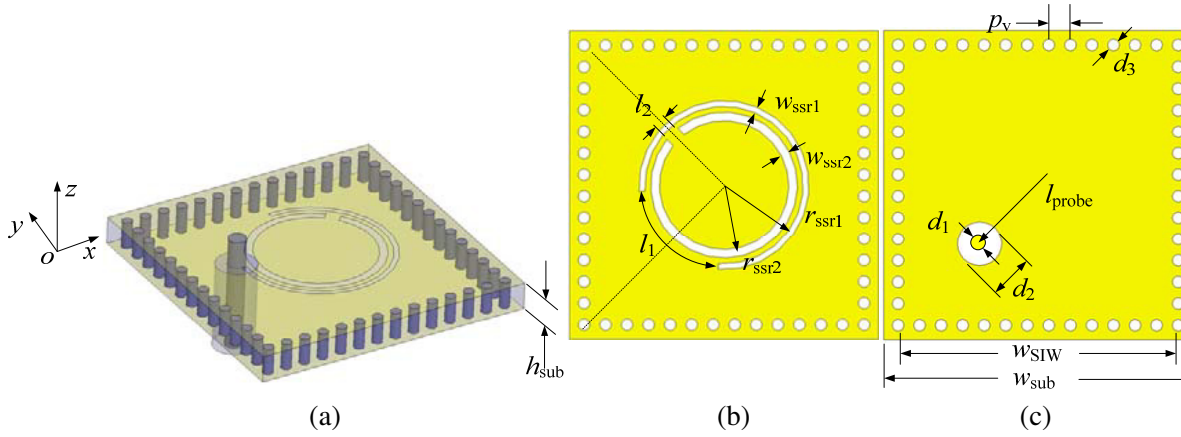 z
y
o
x
h_sub
(a)
l_2
w_ssr1
w_ssr2
r_ssr1
l_1
r_ssr2
(b)
p_v
d_3
l_probe
d_1
d_2
w_SIW
w_sub
(c)